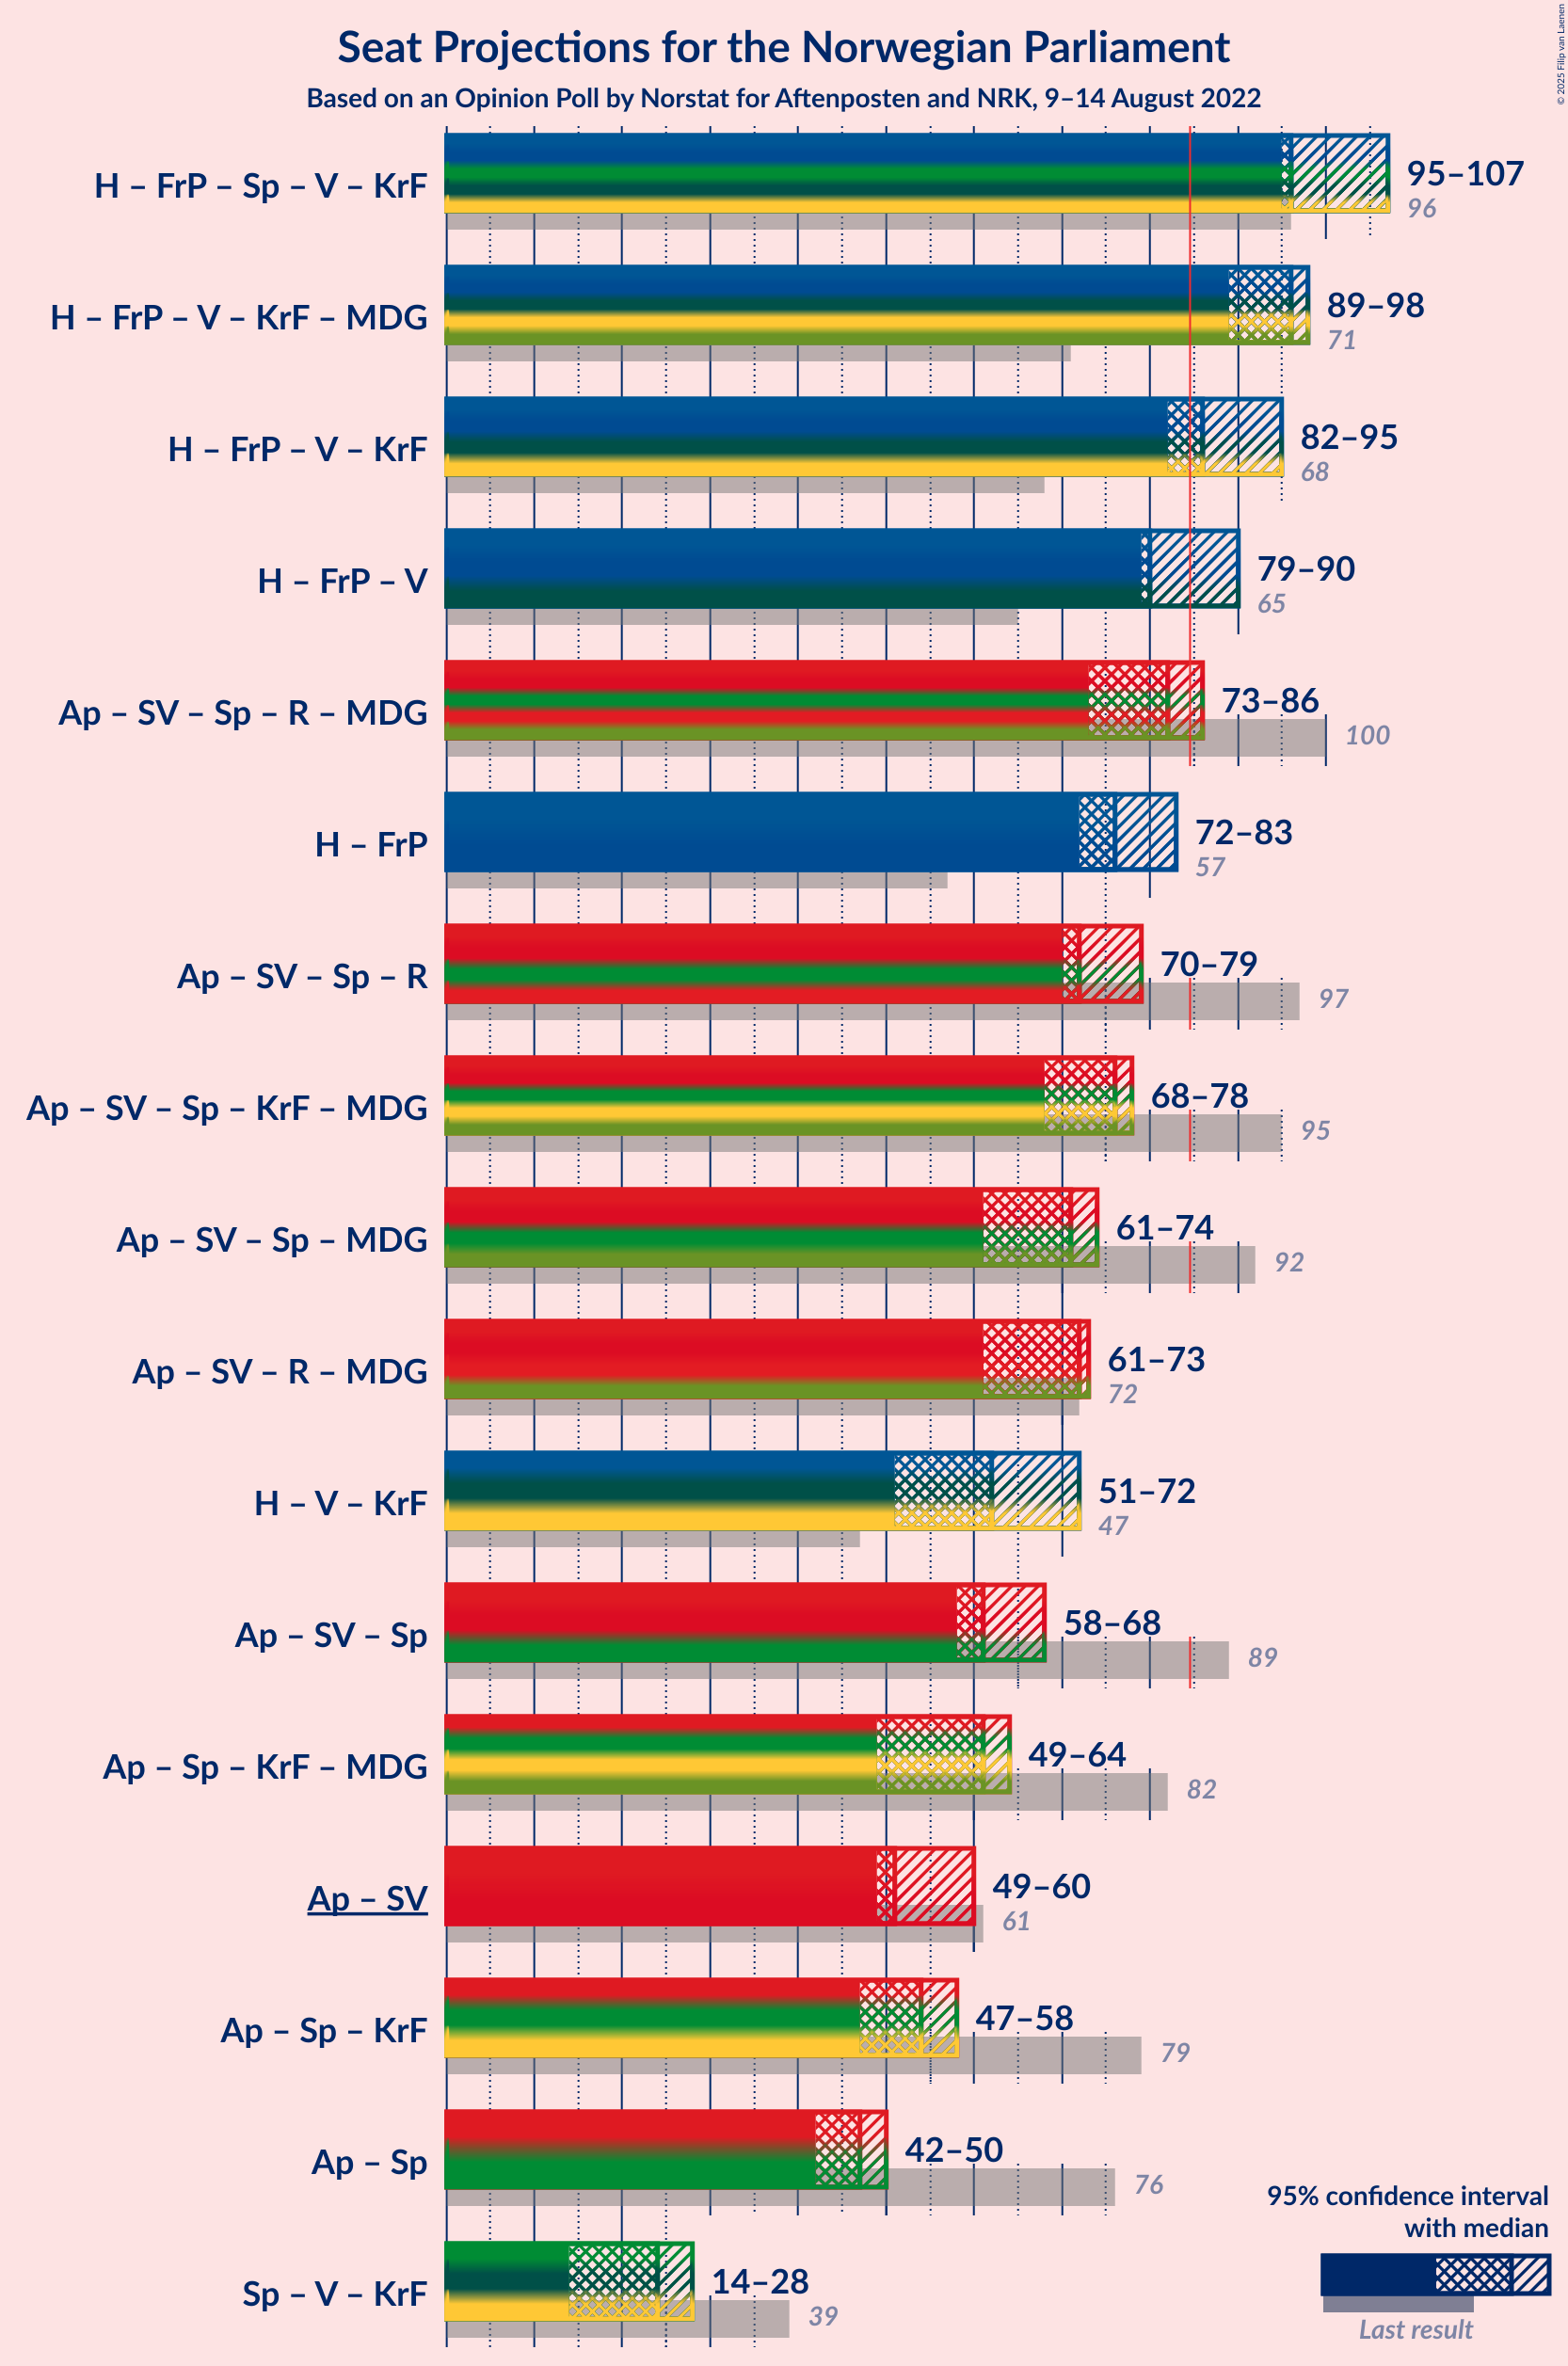 © 2025 Filip van Laenen
Seat Projections for the Norwegian Parliament
Based on an Opinion Poll by Norstat for Aftenposten and NRK, 9–14 August 2022
H – FrP – Sp – V – KrF
95–107
96
H – FrP – V – KrF – MDG
89–98
71
H – FrP – V – KrF
82–95
68
H – FrP – V
79–90
65
Ap – SV – Sp – R – MDG
73–86
100
H – FrP
72–83
57
Ap – SV – Sp – R
70–79
97
Ap – SV – Sp – KrF – MDG
68–78
95
Ap – SV – Sp – MDG
61–74
92
Ap – SV – R – MDG
61–73
72
H – V – KrF
51–72
47
Ap – SV – Sp
58–68
89
Ap – Sp – KrF – MDG
49–64
82
Ap – SV
49–60
61
Ap – Sp – KrF
47–58
79
Ap – Sp
42–50
76
Sp – V – KrF
14–28
39
95% confidence interval
with median
Last result